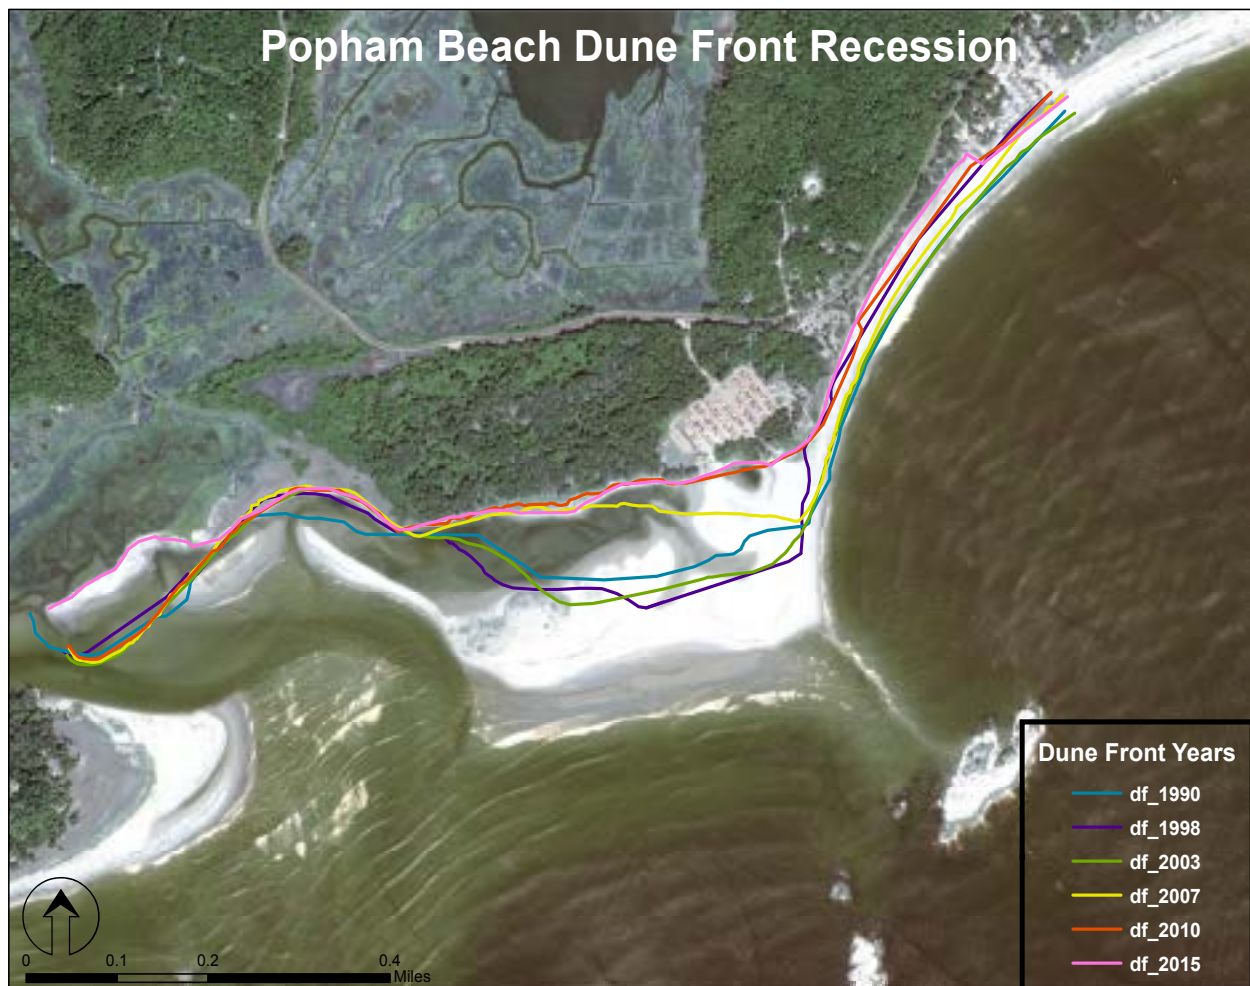 Popham Beach Dune Front Recession
Dune Front Years
df_1990
df_1998
df_2003
df_2007
df_2010
df_2015
0 0.1 0.2 0.4
Miles